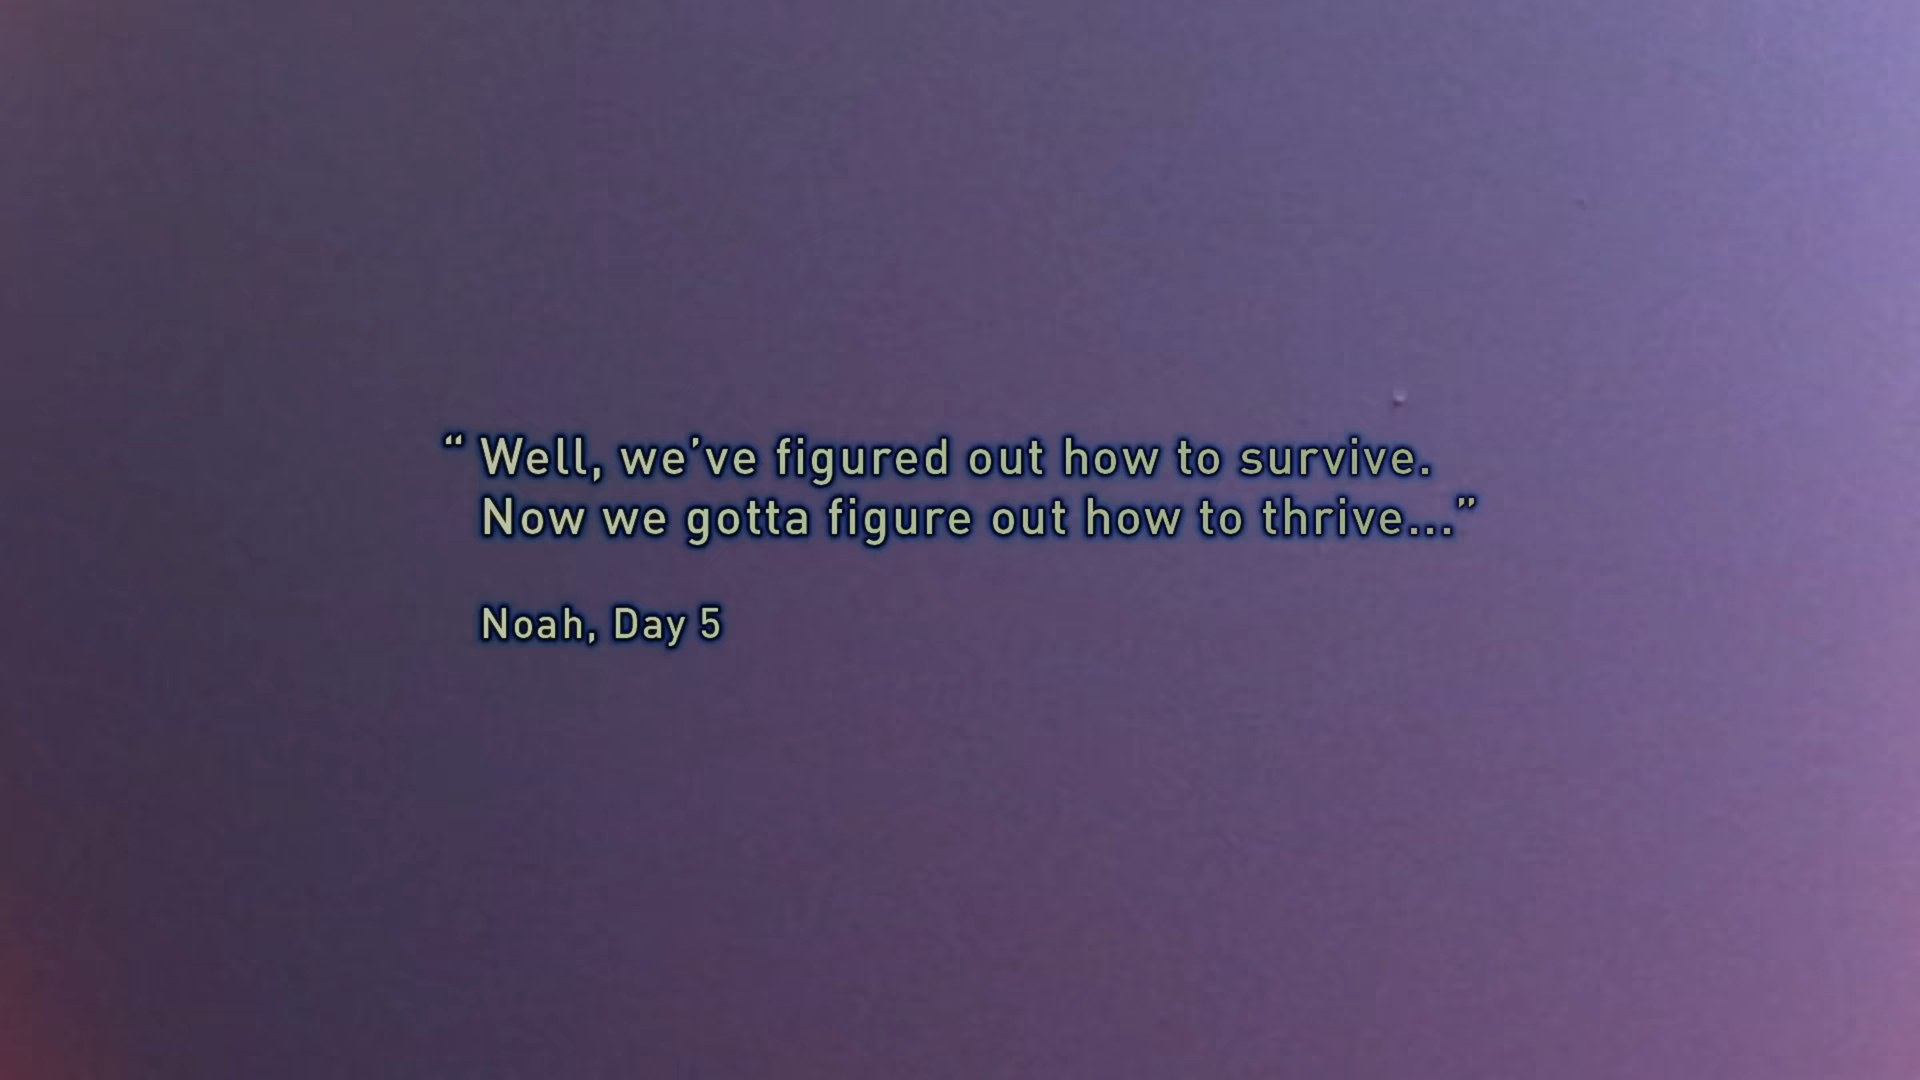 “ Well, we’ve figured out how to survive.
Now we gotta figure out how to thrive...”
Noah, Day 5